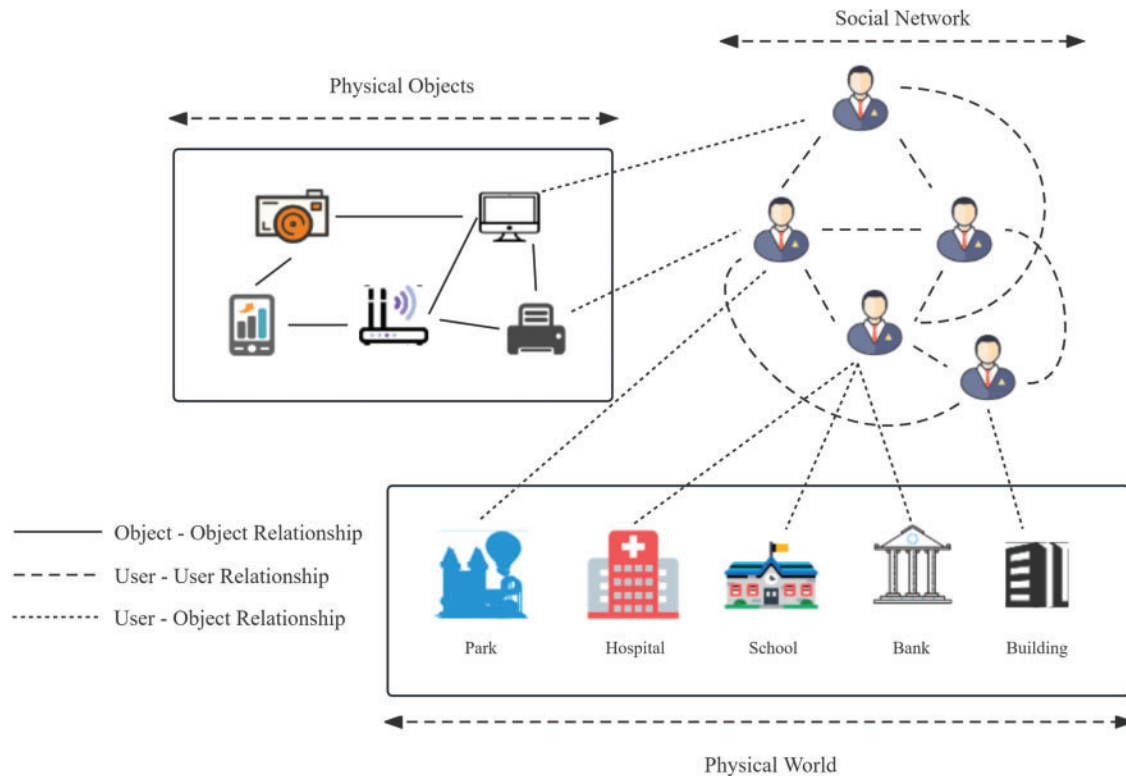 Social Network
Physical Objects
Object - Object Relationship
User - User Relationship
User - Object Relationship
Park
Hospital
School
Bank
Building
Physical World